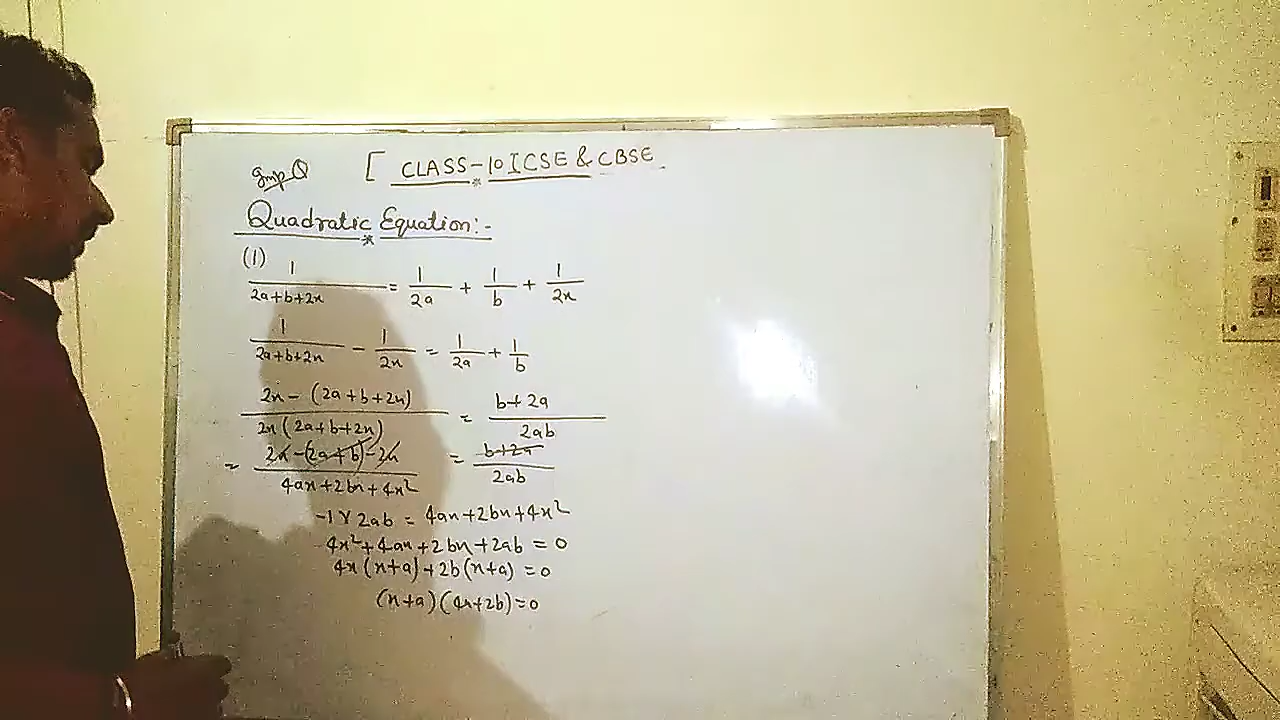 Imp Q [ CLASS-10 ICSE & CBSE
Quadratic Equation:-
(1)
1/(2a+b+2x) = 1/2a + 1/b + 1/2x
1/(2a+b+2x) - 1/2x = 1/2a + 1/b
2x-(2a+b+2x)/2x(2a+b+2x) = b+2a/2ab
= 2x-(2a+b)-2x/4ax+2bx+4x² = b+2a/2ab
-1 × 2ab = 4ax+2bx+4x²
4x²+4ax+2bx+2ab = 0
4x(x+a)+2b(x+a) = 0
(x+a)(4x+2b)=0